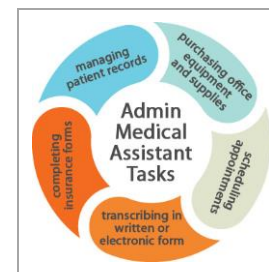 Admin
Medical
Assistant
Tasks
managing
patient records
purchasing office
equipment
and supplies
scheduling
appointments
transcribing in
written or
electronic form
completing
insurance forms